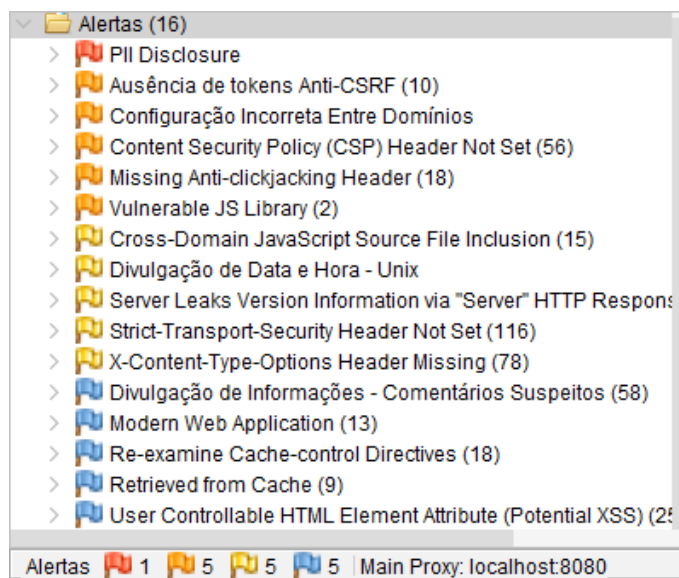 Alertas (16)
PII Disclosure
Ausência de tokens Anti-CSRF (10)
Configuração Incorreta Entre Domínios
Content Security Policy (CSP) Header Not Set (56)
Missing Anti-clickjacking Header (18)
Vulnerable JS Library (2)
Cross-Domain JavaScript Source File Inclusion (15)
Divulgação de Data e Hora - Unix
Server Leaks Version Information via "Server" HTTP Respons
Strict-Transport-Security Header Not Set (116)
X-Content-Type-Options Header Missing (78)
Divulgação de Informações - Comentários Suspeitos (58)
Modern Web Application (13)
Re-examine Cache-control Directives (18)
Retrieved from Cache (9)
User Controllable HTML Element Attribute (Potential XSS) (25
Alertas 1 5 5 5 Main Proxy: localhost:8080